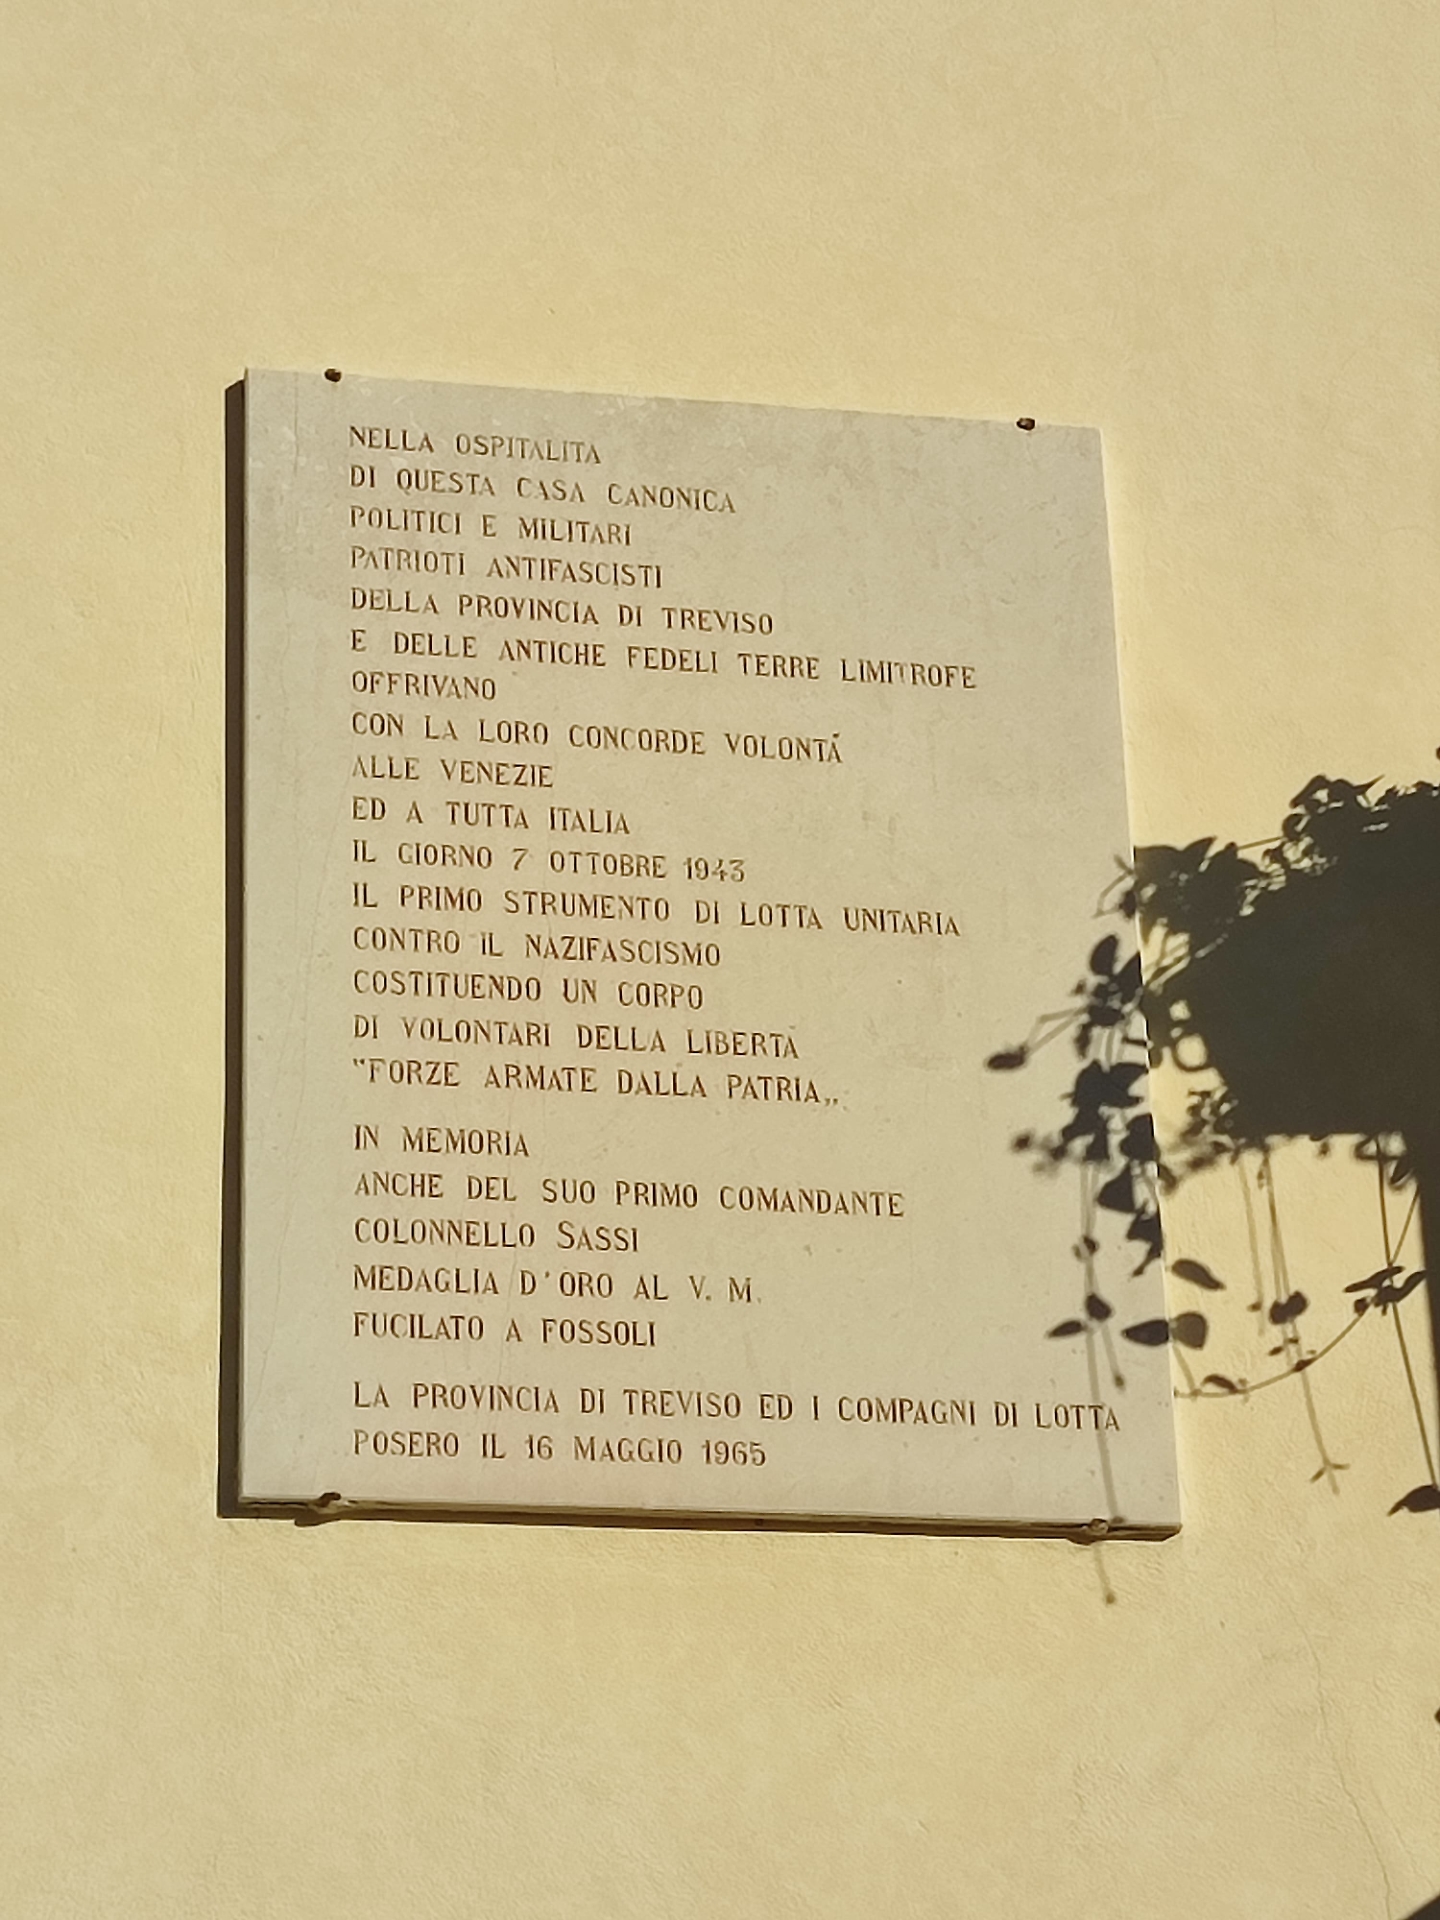 NELLA OSPITALITA
DI QUESTA CASA CANONICA
POLITICI E MILITARI
PATRIOTI ANTIFASCISTI
DELLA PROVINCIA DI TREVISO
E DELLE ANTICHE FEDELI TERRE LIMITROFE
OFFRIVANO
CON LA LORO CONCORDE VOLONTÁ
ALLE VENEZIE
ED A TUTTA ITALIA
IL GIORNO 7 OTTOBRE 1943
IL PRIMO STRUMENTO DI LOTTA UNITARIA
CONTRO IL NAZIFASCISMO
COSTITUENDO UN CORPO
DI VOLONTARI DELLA LIBERTÀ
"FORZE ARMATE DALLA PATRIA„.
IN MEMORIA
ANCHE DEL SUO PRIMO COMANDANTE
COLONNELLO SASSI
MEDAGLIA D'ORO AL V. M.
FUCILATO A FOSSOLI
LA PROVINCIA DI TREVISO ED I COMPAGNI DI LOTTA
POSERO IL 16 MAGGIO 1965